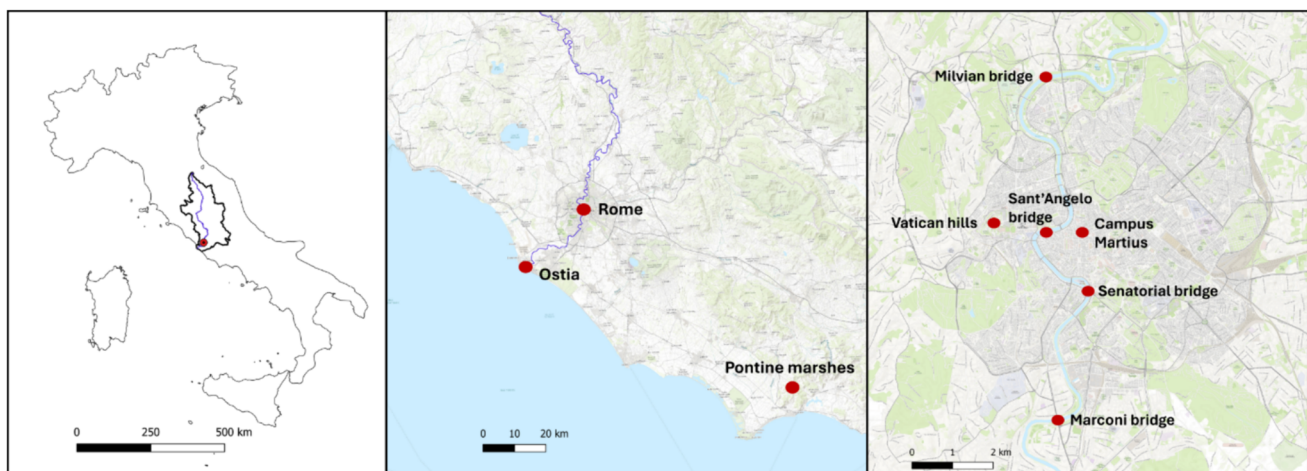 0 250 500 km
Rome
Ostia
Pontine marshes
0 10 20 km
Milvian bridge
Sant'Angelo
bridge
Vatican hills
Campus
Martius
Senatorial bridge
Marconi bridge
0 1 2 km